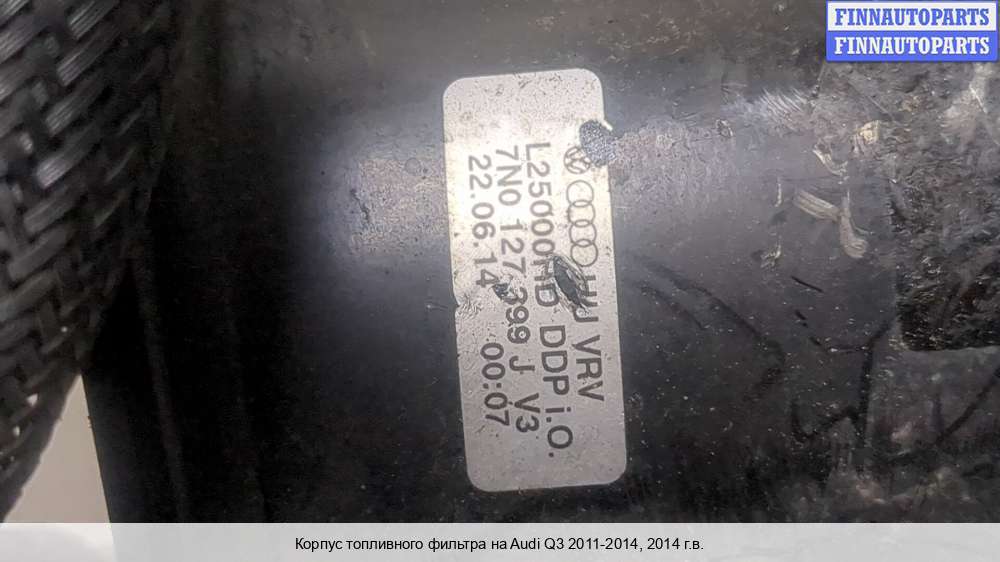 FINNAUTOPARTS
FINNAUTOPARTS
HU VRV
L25000HD DDP i.O.
7N0 127 399 J V3
22.06.14 00:07
Корпус топливного фильтра на Audi Q3 2011-2014, 2014 г.в.